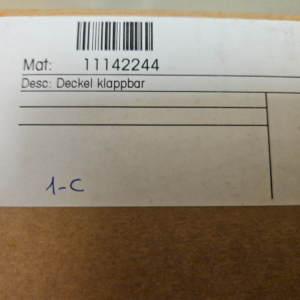 Mat: 11142244
Desc: Deckel klappbar
1-C